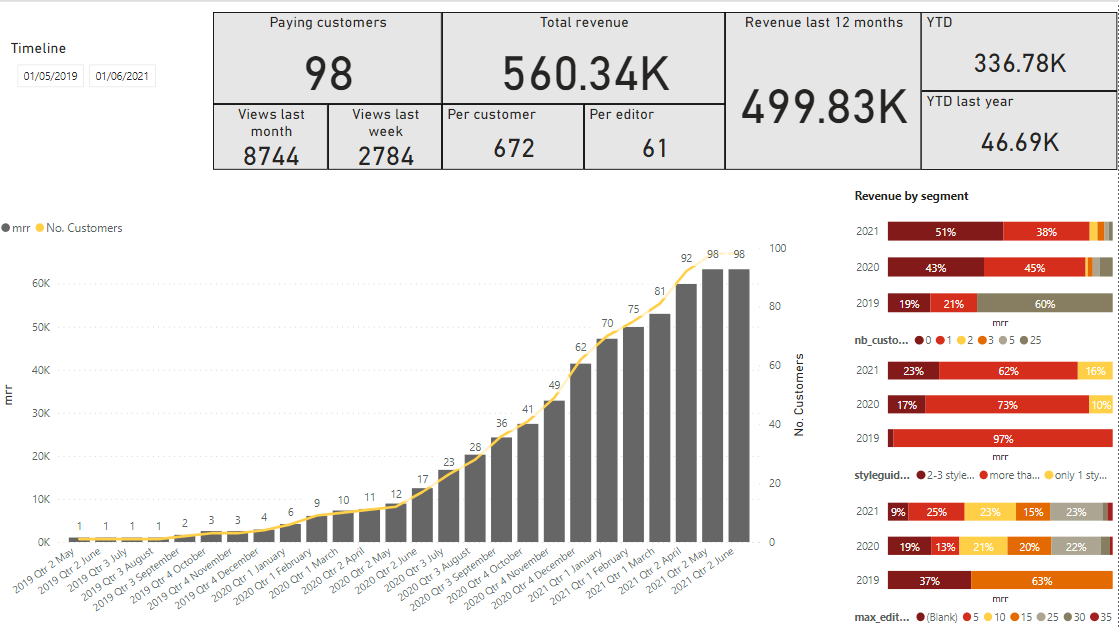 Timeline
01/05/2019 01/06/2021
Paying customers
98
Total revenue
560.34K
Revenue last 12 months
499.83K
YTD
336.78K
Views last month
8744
Views last week
2784
Per customer
672
Per editor
61
YTD last year
46.69K
mrr No. Customers
mrr
60K
50K
40K
30K
20K
10K
0K
1 1 1 1 2 3 3 4 6 9 10 11 12 17 23 28 36 41 49 62 70 75 81 92 98 98
100
80
60
40
20
0
No. Customers
2019 Qtr 2 May
2019 Qtr 2 June
2019 Qtr 3 July
2019 Qtr 3 August
2019 Qtr 3 September
2019 Qtr 4 October
2019 Qtr 4 November
2019 Qtr 4 December
2020 Qtr 1 January
2020 Qtr 1 February
2020 Qtr 1 March
2020 Qtr 2 April
2020 Qtr 2 May
2020 Qtr 2 June
2020 Qtr 3 July
2020 Qtr 3 August
2020 Qtr 3 September
2020 Qtr 4 October
2020 Qtr 4 November
2020 Qtr 4 December
2021 Qtr 1 January
2021 Qtr 1 February
2021 Qtr 1 March
2021 Qtr 2 April
2021 Qtr 2 May
2021 Qtr 2 June
Revenue by segment
2021 51% 38%
2020 43% 45%
2019 19% 21% 60%
mrr
nb_custo... 0 1 2 3 5 25
2021 23% 62% 16%
2020 17% 73% 10%
2019 97%
mrr
styleguid... 2-3 style... more tha... only 1 sty...
2021 9% 25% 23% 15% 23%
2020 19% 13% 21% 20% 22%
2019 37% 63%
mrr
max_edit... (Blank) 5 10 15 25 30 35